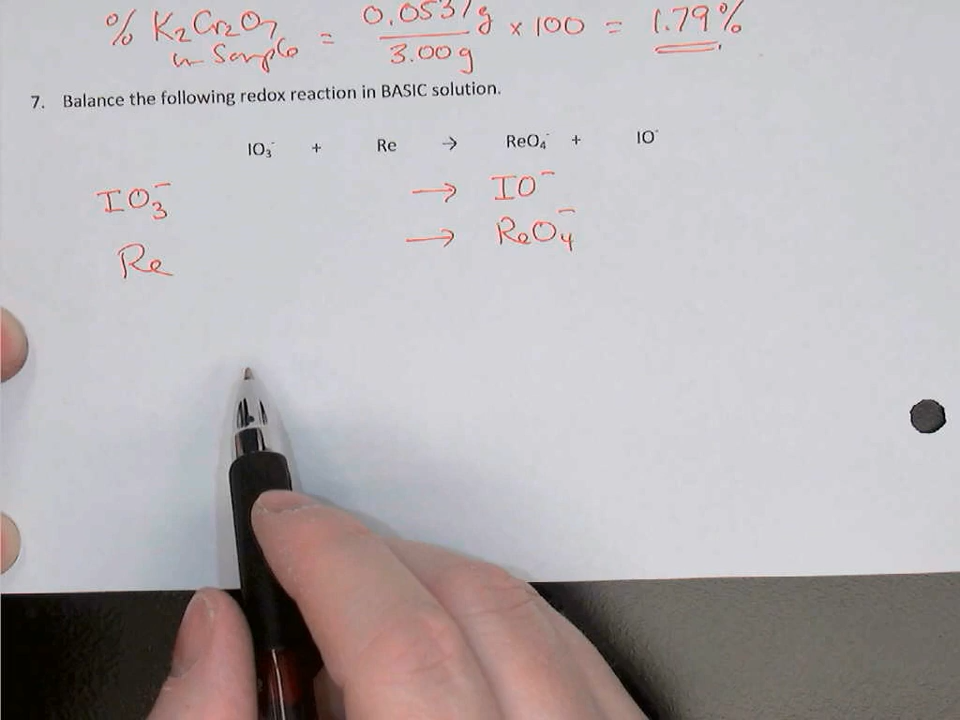 % K₂Cr₂O₇ in Sample = 0.0537g / 3.00g × 100 = 1.79%
7. Balance the following redox reaction in BASIC solution.
IO₃⁻ + Re → ReO₄⁻ + IO⁻
IO₃⁻ → IO⁻
Re → ReO₄⁻